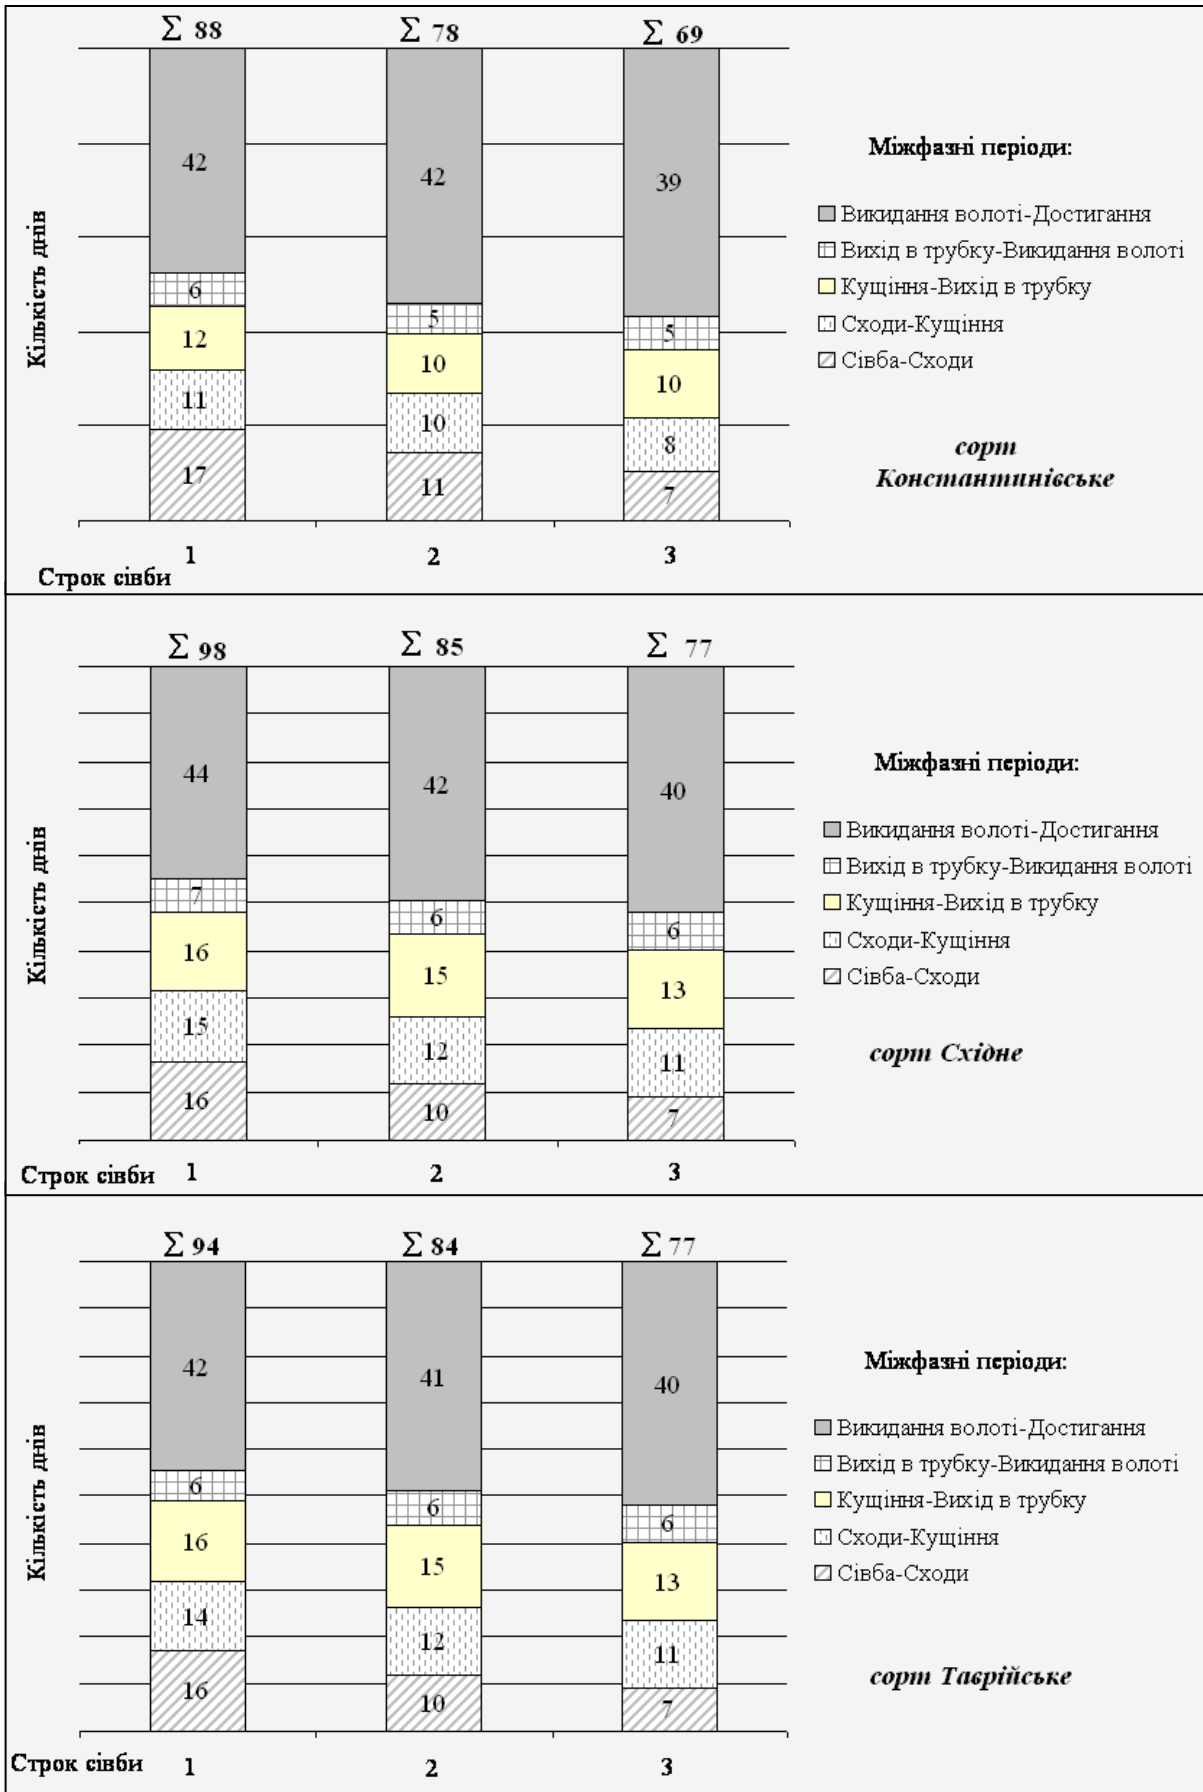 Σ 88 Σ 78 Σ 69
Кількість днів
42 42 39
6 5 5
12 10 10
11 10 8
17 11 7
1 2 3
Строк сівби
Міжфазні періоди:
Викидання волоті-Достигання
Вихід в трубку-Викидання волоті
Кущіння-Вихід в трубку
Сходи-Кущіння
Сівба-Сходи
сорт
Константинівське
Σ 98 Σ 85 Σ 77
Кількість днів
44 42 40
7 6 6
16 15 13
15 12 11
16 10 7
Строк сівби 1 2 3
Міжфазні періоди:
Викидання волоті-Достигання
Вихід в трубку-Викидання волоті
Кущіння-Вихід в трубку
Сходи-Кущіння
Сівба-Сходи
сорт Східне
Σ 94 Σ 84 Σ 77
Кількість днів
42 41 40
6 6 6
16 15 13
14 12 11
16 10 7
Строк сівби 1 2 3
Міжфазні періоди:
Викидання волоті-Достигання
Вихід в трубку-Викидання волоті
Кущіння-Вихід в трубку
Сходи-Кущіння
Сівба-Сходи
сорт Таврійське